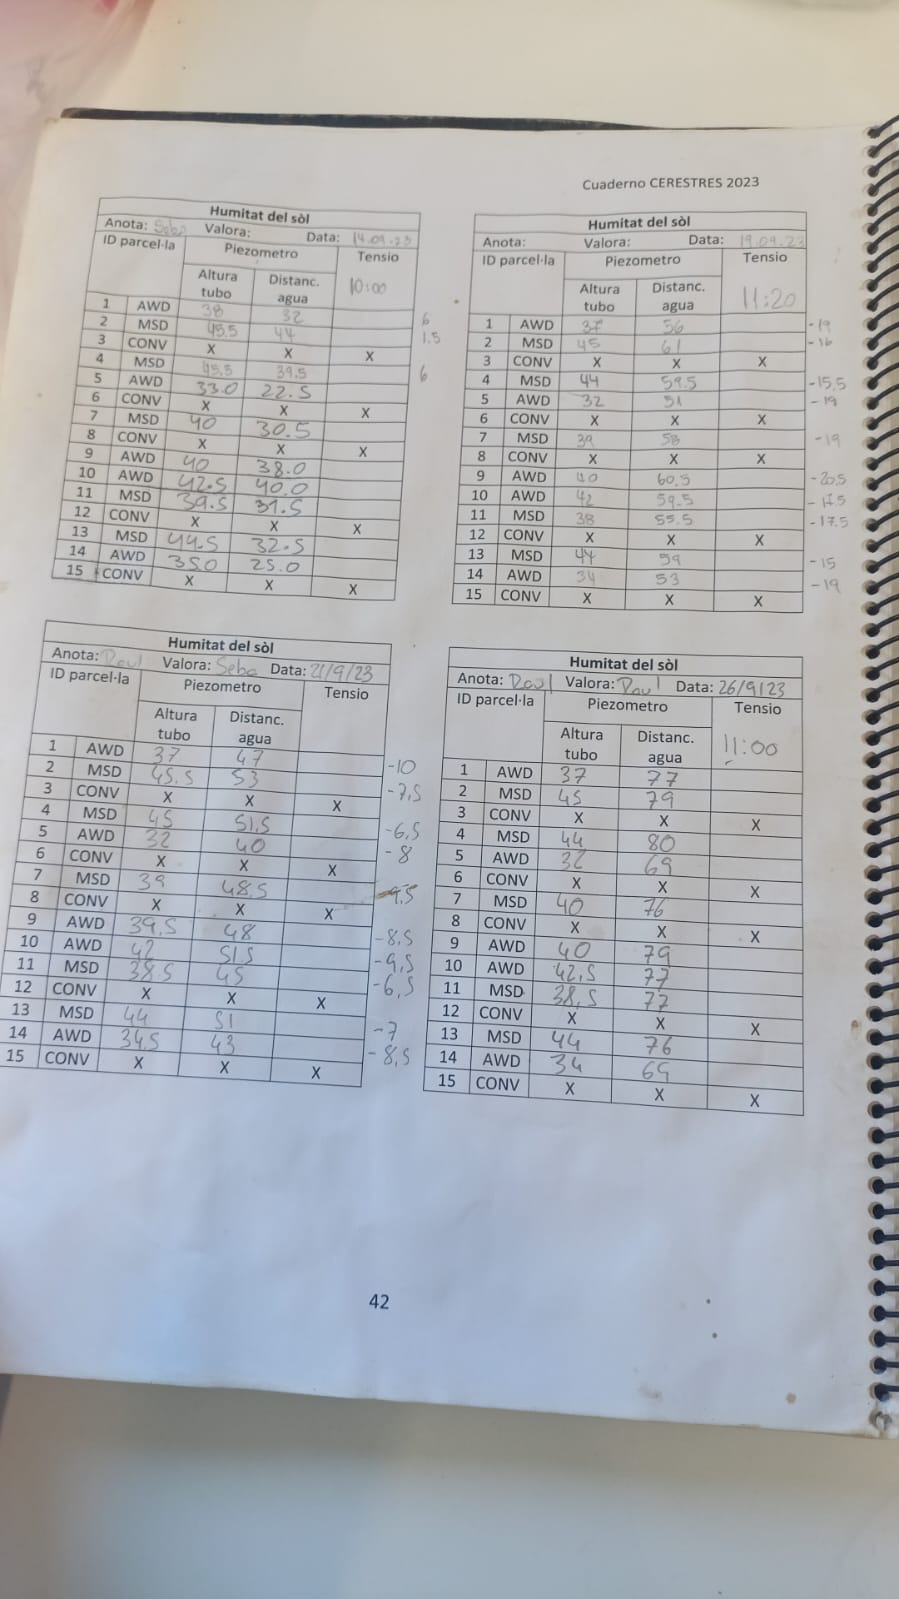 Cuaderno CERESTRES 2023
Humitat del sòl
Anota: Seba Valora: Data: 14.09.23
ID parcel·la Piezometro Tensio
Altura tubo Distanc. agua 10:00
1 AWD 38 32 6
2 MSD 45.5 44 1.5
3 CONV X X X
4 MSD 45.5 39.5 6
5 AWD 33.0 22.5
6 CONV X X X
7 MSD 40 30.5
8 CONV X X X
9 AWD 40 38.0
10 AWD 42.5 40.0
11 MSD 39.5 31.5
12 CONV X X X
13 MSD 44.5 32.5
14 AWD 35.0 25.0
15 CONV X X X
Humitat del sòl
Anota: Valora: Data: 19.09.23
ID parcel·la Piezometro Tensio
Altura tubo Distanc. agua 11:20
1 AWD 37 56 -19
2 MSD 45 61 -16
3 CONV X X X
4 MSD 44 59.5 -15,5
5 AWD 32 51 -19
6 CONV X X X
7 MSD 39 58 -19
8 CONV X X X
9 AWD 40 60.5 -20,5
10 AWD 42 59.5 -17.5
11 MSD 38 55.5 -17.5
12 CONV X X X
13 MSD 44 59 -15
14 AWD 34 53 -19
15 CONV X X X
Humitat del sòl
Anota: Raul Valora: Seba Data: 21/9/23
ID parcel·la Piezometro Tensio
Altura tubo Distanc. agua
1 AWD 37 47 -10
2 MSD 45,5 53 -7,5
3 CONV X X X
4 MSD 45 51,5 -6,5
5 AWD 32 40 -8
6 CONV X X X
7 MSD 39 48,5 -9,5
8 CONV X X X
9 AWD 39,5 48 -8,5
10 AWD 42 51,5 -9,5
11 MSD 38,5 45 -6,5
12 CONV X X X
13 MSD 44 51 -7
14 AWD 34,5 43 -8,5
15 CONV X X X
Humitat del sòl
Anota: Raul Valora: Raul Data: 26/9/23
ID parcel·la Piezometro Tensio
Altura tubo Distanc. agua 11:00
1 AWD 37 77
2 MSD 45 79
3 CONV X X X
4 MSD 44 80
5 AWD 32 69
6 CONV X X X
7 MSD 40 76
8 CONV X X X
9 AWD 40 79
10 AWD 42,5 77
11 MSD 38,5 77
12 CONV X X X
13 MSD 44 76
14 AWD 34 69
15 CONV X X X
42